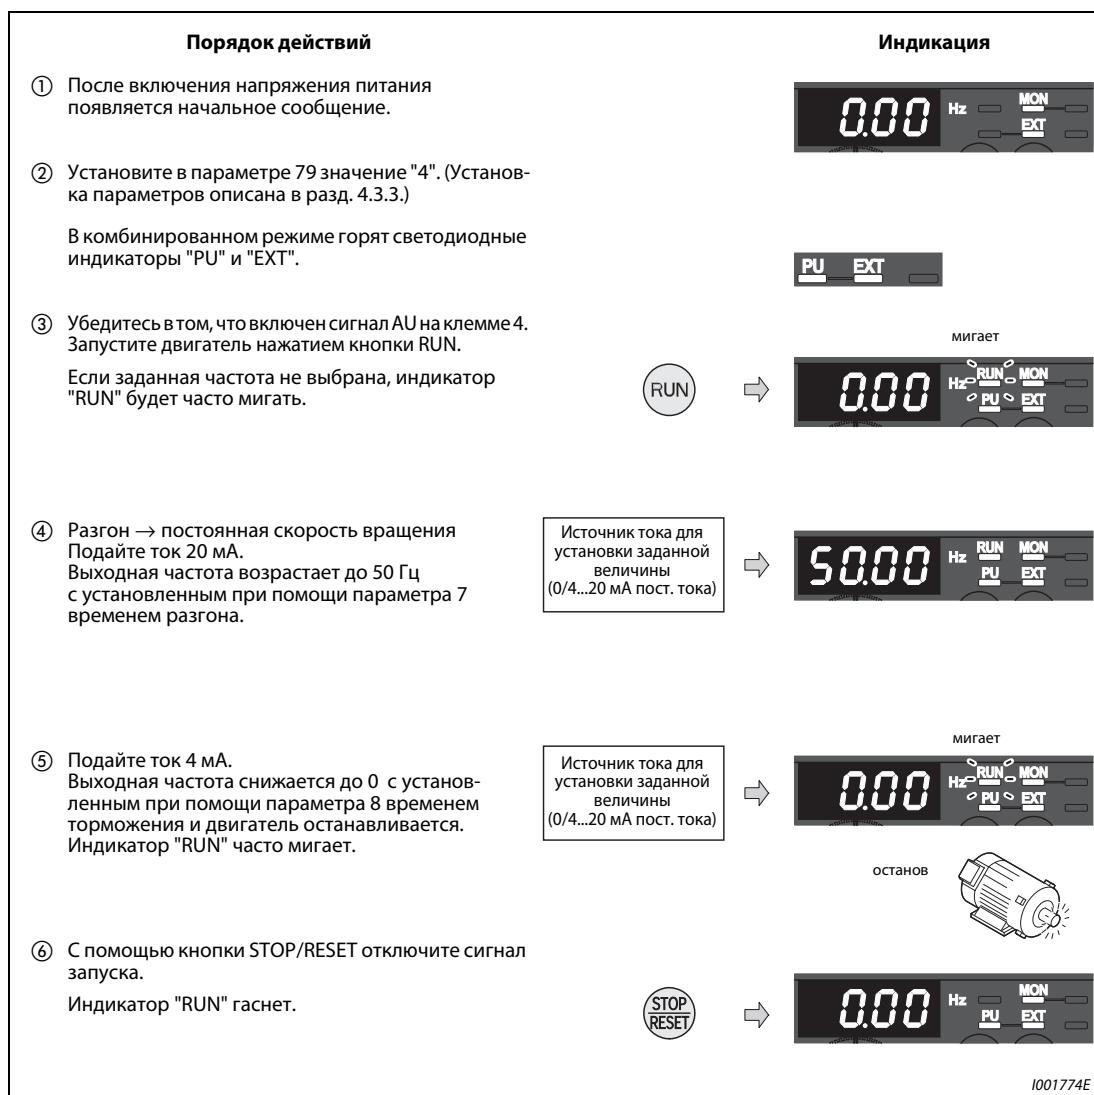 Порядок действий
Индикация
① После включения напряжения питания
появляется начальное сообщение.
0.00 Hz MON
EXT
② Установите в параметре 79 значение "4". (Установ-
ка параметров описана в разд. 4.3.3.)
В комбинированном режиме горят светодиодные
индикаторы "PU" и "EXT".
PU EXT
③ Убедитесь в том, что включен сигнал AU на клемме 4.
Запустите двигатель нажатием кнопки RUN.
Если заданная частота не выбрана, индикатор
"RUN" будет часто мигать.
RUN
мигает
0.00 Hz RUN MON
PU EXT
④ Разгон → постоянная скорость вращения
Подайте ток 20 мА.
Выходная частота возрастает до 50 Гц
с установленным при помощи параметра 7
временем разгона.
Источник тока для
установки заданной
величины
(0/4...20 мА пост. тока)
50.00 Hz RUN MON
PU EXT
⑤ Подайте ток 4 мА.
Выходная частота снижается до 0 с установ-
ленным при помощи параметра 8 временем
торможения и двигатель останавливается.
Индикатор "RUN" часто мигает.
Источник тока для
установки заданной
величины
(0/4...20 мА пост. тока)
мигает
0.00 Hz RUN MON
PU EXT
останов
⑥ С помощью кнопки STOP/RESET отключите сигнал
запуска.
Индикатор "RUN" гаснет.
STOP
RESET
0.00 Hz MON
PU EXT
I001774E